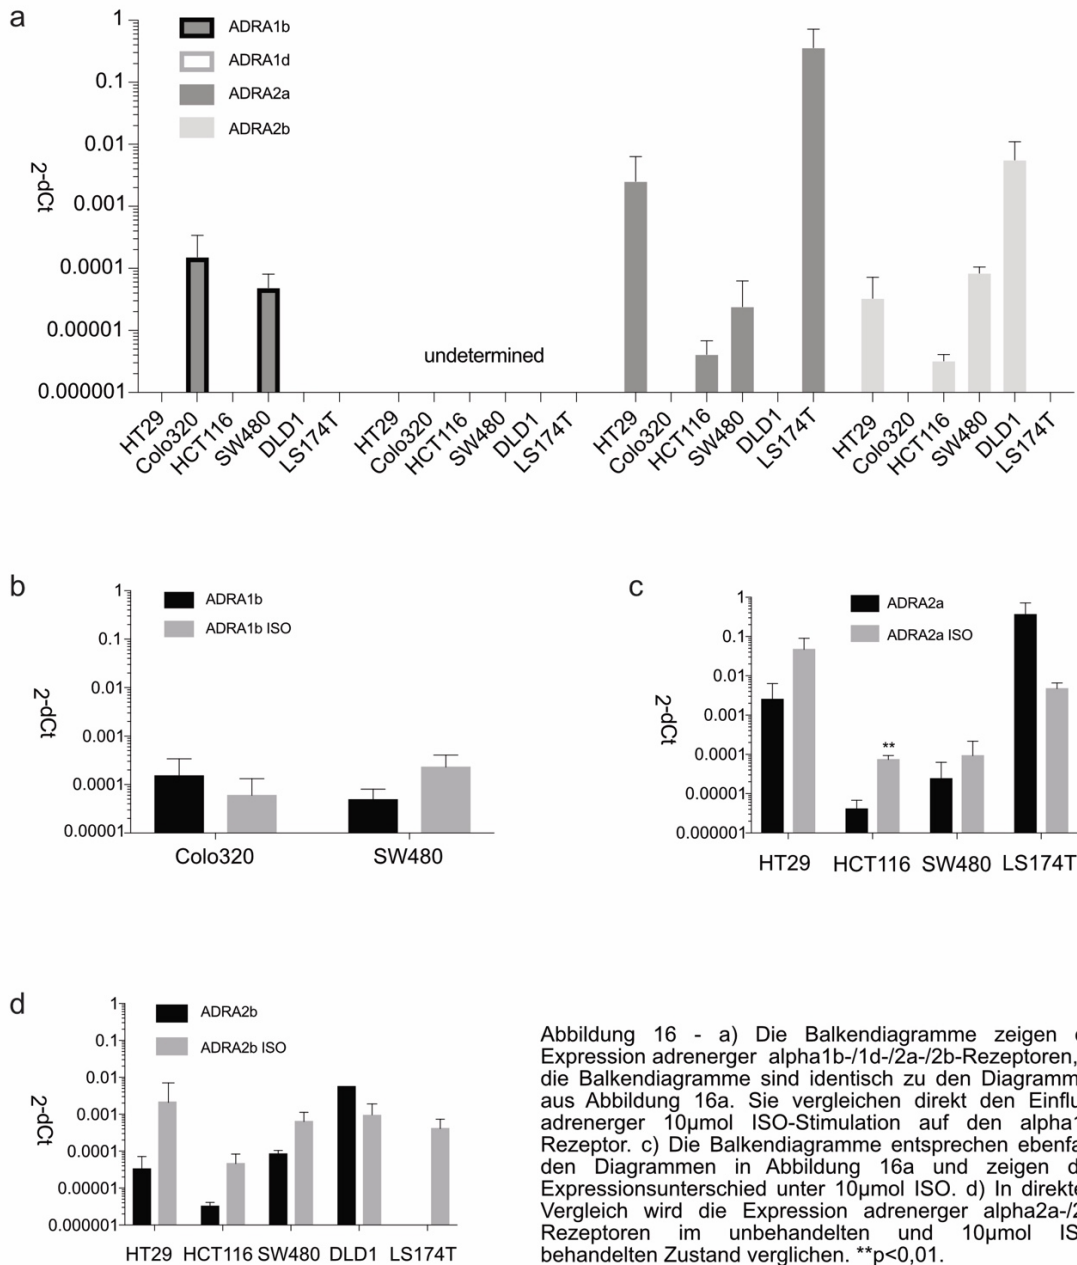 a
ADRA1b
ADRA1d
ADRA2a
ADRA2b
2-dCt
1
0.1
0.01
0.001
0.0001
0.00001
0.000001
undetermined
HT29 Colo320 HCT116 SW480 DLD1 LS174T HT29 Colo320 HCT116 SW480 DLD1 LS174T HT29 Colo320 HCT116 SW480 DLD1 LS174T HT29 Colo320 HCT116 SW480 DLD1 LS174T
b
ADRA1b
ADRA1b ISO
2-dCt
1
0.1
0.01
0.001
0.0001
0.00001
Colo320 SW480
c
ADRA2a
ADRA2a ISO
2-dCt
1
0.1
0.01
0.001
0.0001
0.00001
0.000001
**
HT29 HCT116 SW480 LS174T
d
ADRA2b
ADRA2b ISO
2-dCt
1
0.1
0.01
0.001
0.0001
0.00001
0.000001
HT29 HCT116 SW480 DLD1 LS174T
Abbildung 16 - a) Die Balkendiagramme zeigen
Expression adrenerger alpha1b-/1d-/2a-/2b-Rezeptoren,
die Balkendiagramme sind identisch zu den Diagramm
aus Abbildung 16a. Sie vergleichen direkt den Einflu
adrenerger 10µmol ISO-Stimulation auf den alpha1
Rezeptor. c) Die Balkendiagramme entsprechen ebenfa
den Diagrammen in Abbildung 16a und zeigen d
Expressionsunterschied unter 10µmol ISO. d) In direkte
Vergleich wird die Expression adrenerger alpha2a-/2
Rezeptoren im unbehandelten und 10µmol IS
behandelten Zustand verglichen. **p<0,01.